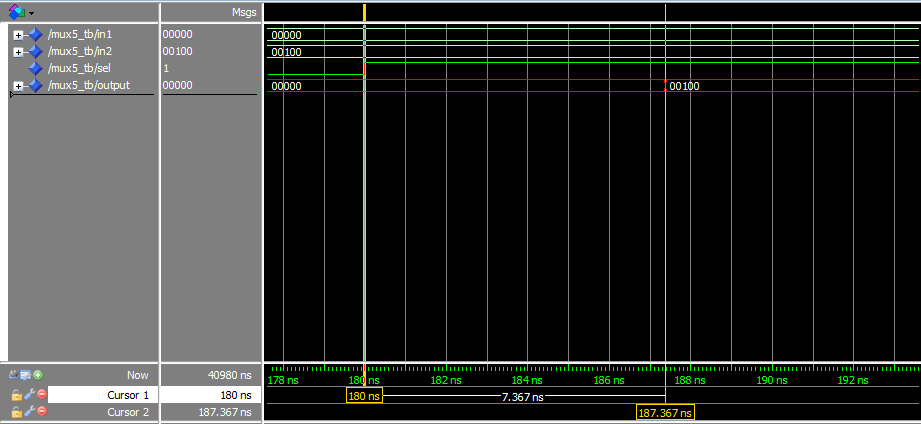 Msgs
/mux5_tb/in1 00000 00000
/mux5_tb/in2 00100 00100
/mux5_tb/sel 1
/mux5_tb/output 00000 00000 00100
Now 40980 ns 178 ns 180 ns 182 ns 184 ns 186 ns 188 ns 190 ns 192 ns
Cursor 1 180 ns 180 ns 7.367 ns
Cursor 2 187.367 ns 187.367 ns